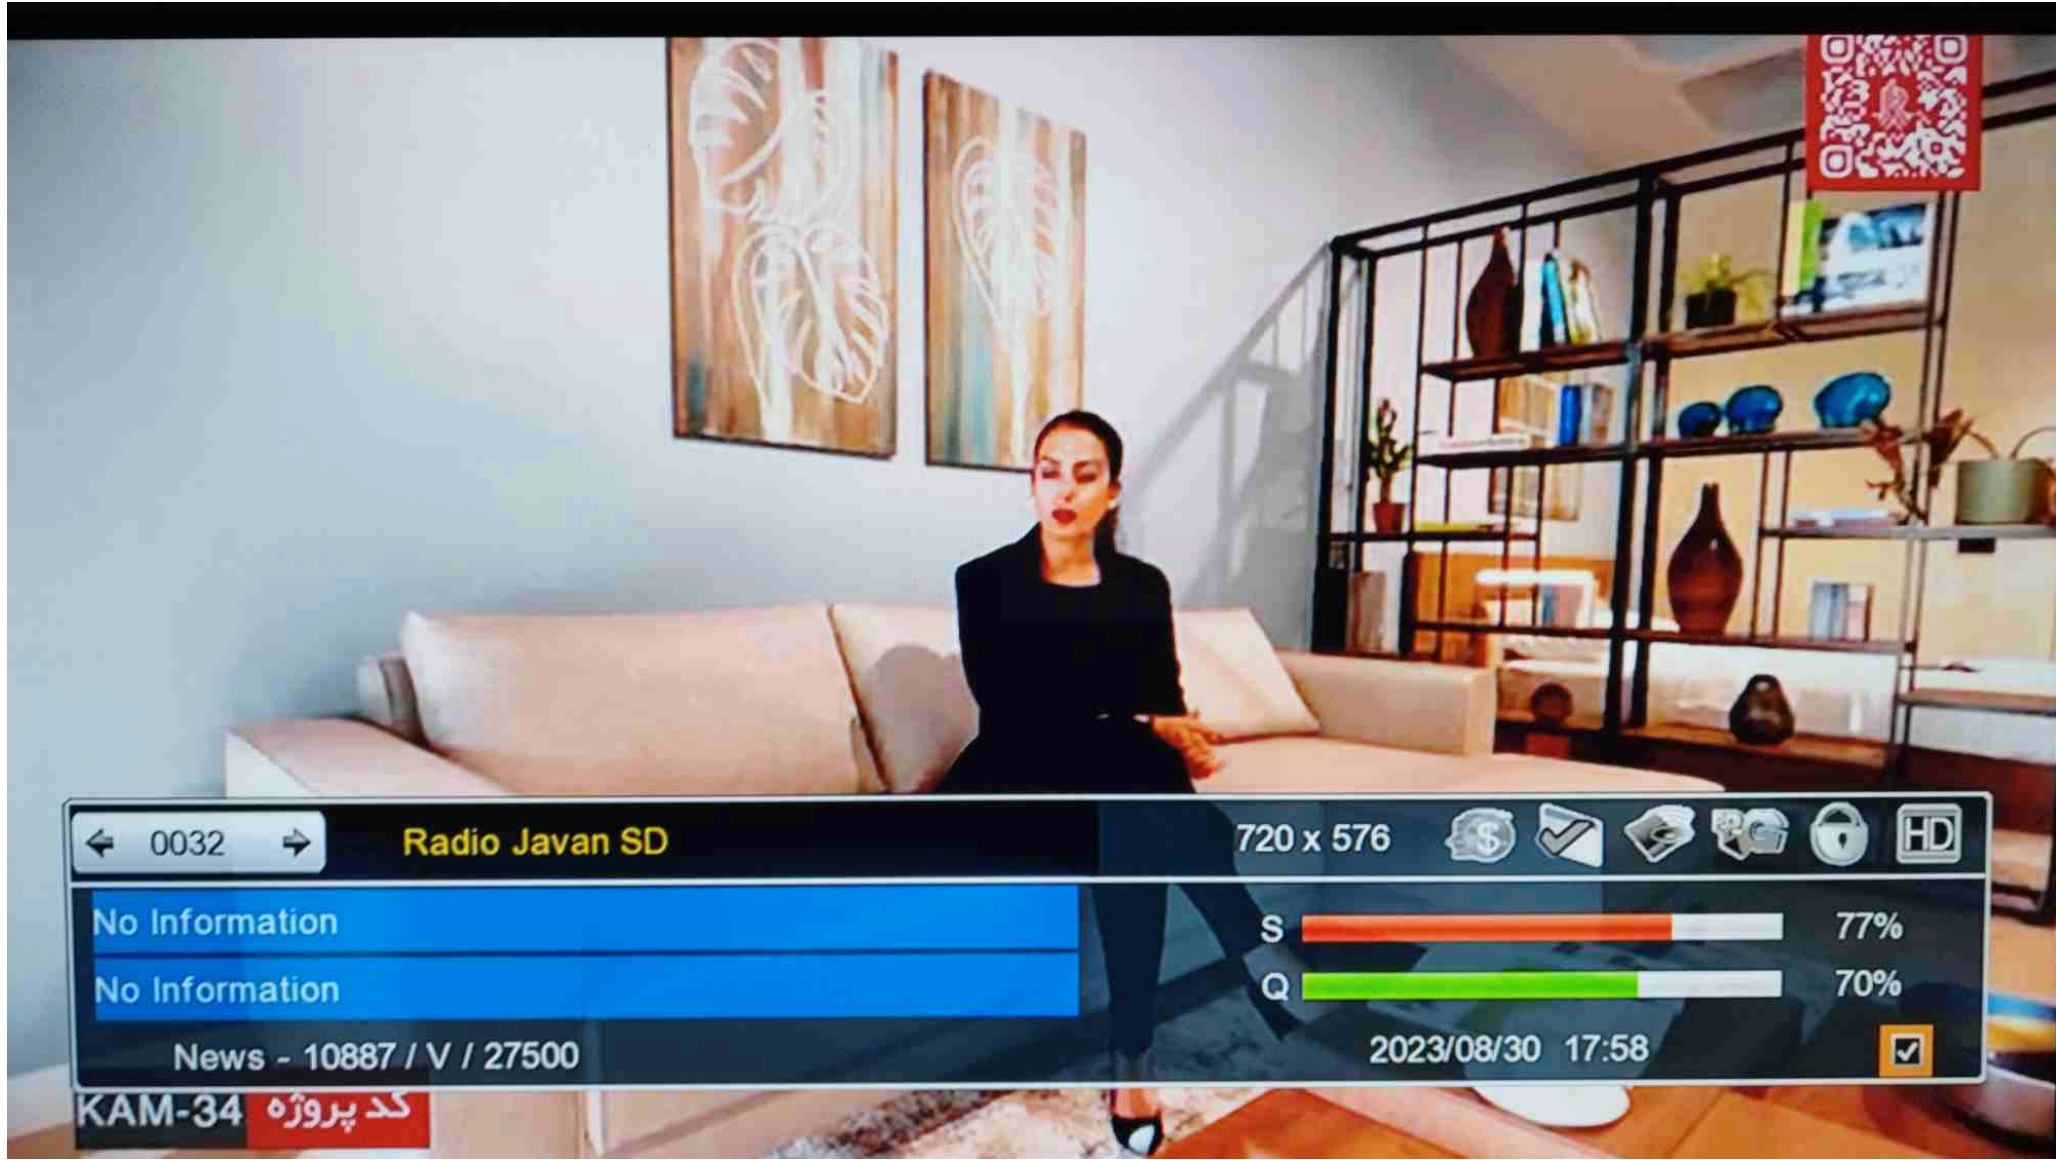 0032
Radio Javan SD
720 x 576
HD
No Information
S
77%
No Information
Q
70%
News - 10887 / V / 27500
2023/08/30 17:58
KAM-34 کد پروژه